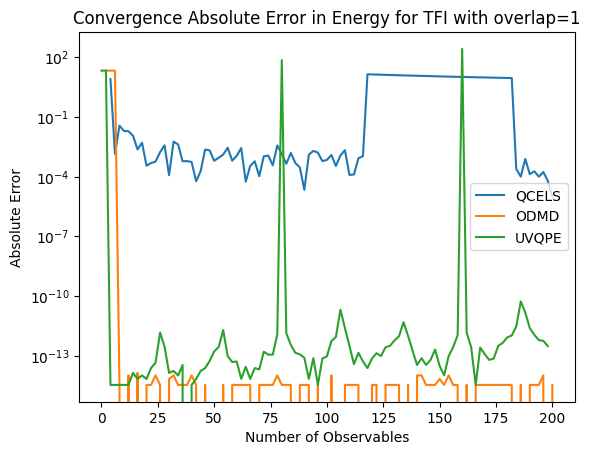 Convergence Absolute Error in Energy for TFI with overlap=1
10^2
10^-1
10^-4
10^-7
10^-10
10^-13
Absolute Error
QCELS
ODMD
UVQPE
0 25 50 75 100 125 150 175 200
Number of Observables